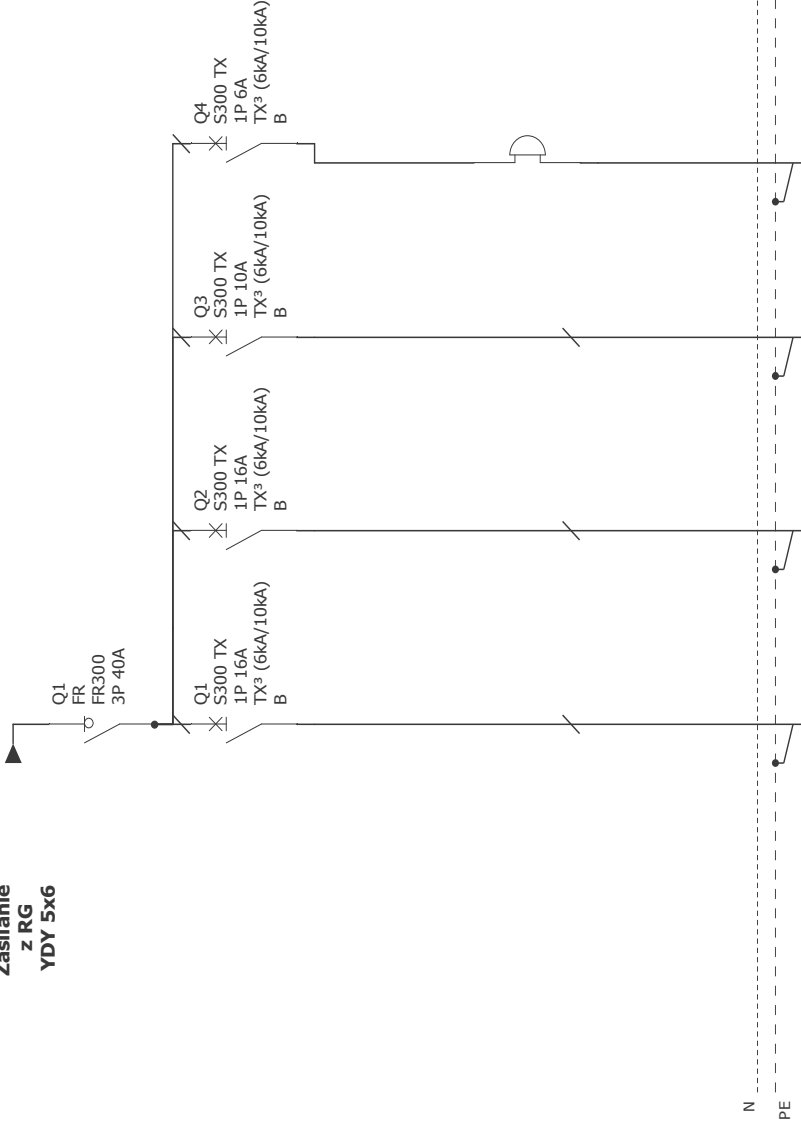 Zasilanie
z RG
YDY 5x6
Q1
FR
FR300
3P 40A
Q1
S300 TX
1P 16A
TX³ (6kA/10kA)
B
Q2
S300 TX
1P 16A
TX³ (6kA/10kA)
B
Q3
S300 TX
1P 10A
TX³ (6kA/10kA)
B
Q4
S300 TX
1P 6A
TX³ (6kA/10kA)
B
N
PE